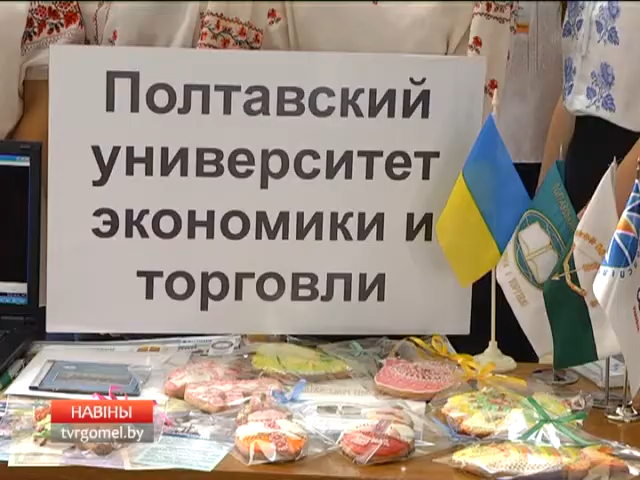 Полтавский
университет
экономики и
торговли
НАВІНЫ
tvrgomel.by